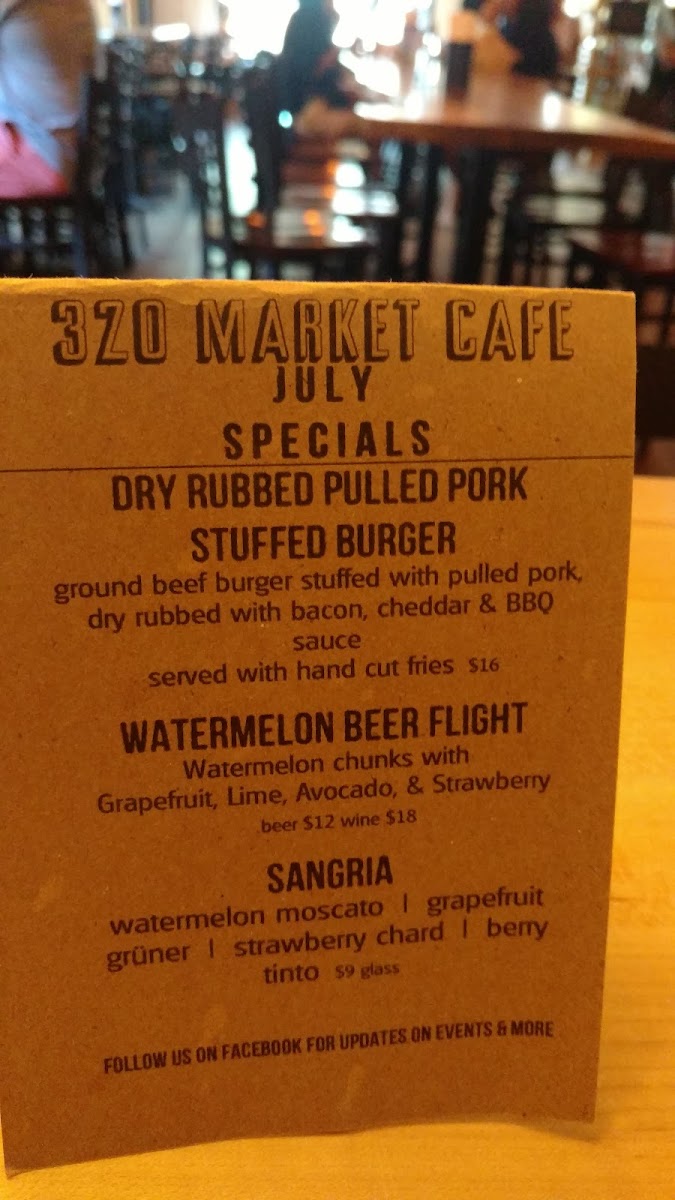 320 MARKET CAFE
JULY
SPECIALS
DRY RUBBED PULLED PORK
STUFFED BURGER
ground beef burger stuffed with pulled pork,
dry rubbed with bacon, cheddar & BBQ
sauce
served with hand cut fries $16
WATERMELON BEER FLIGHT
Watermelon chunks with
Grapefruit, Lime, Avocado, & Strawberry
beer $12 wine $18
SANGRIA
watermelon moscato | grapefruit
grüner | strawberry chard | berry
tinto $9 glass
FOLLOW US ON FACEBOOK FOR UPDATES ON EVENTS & MORE